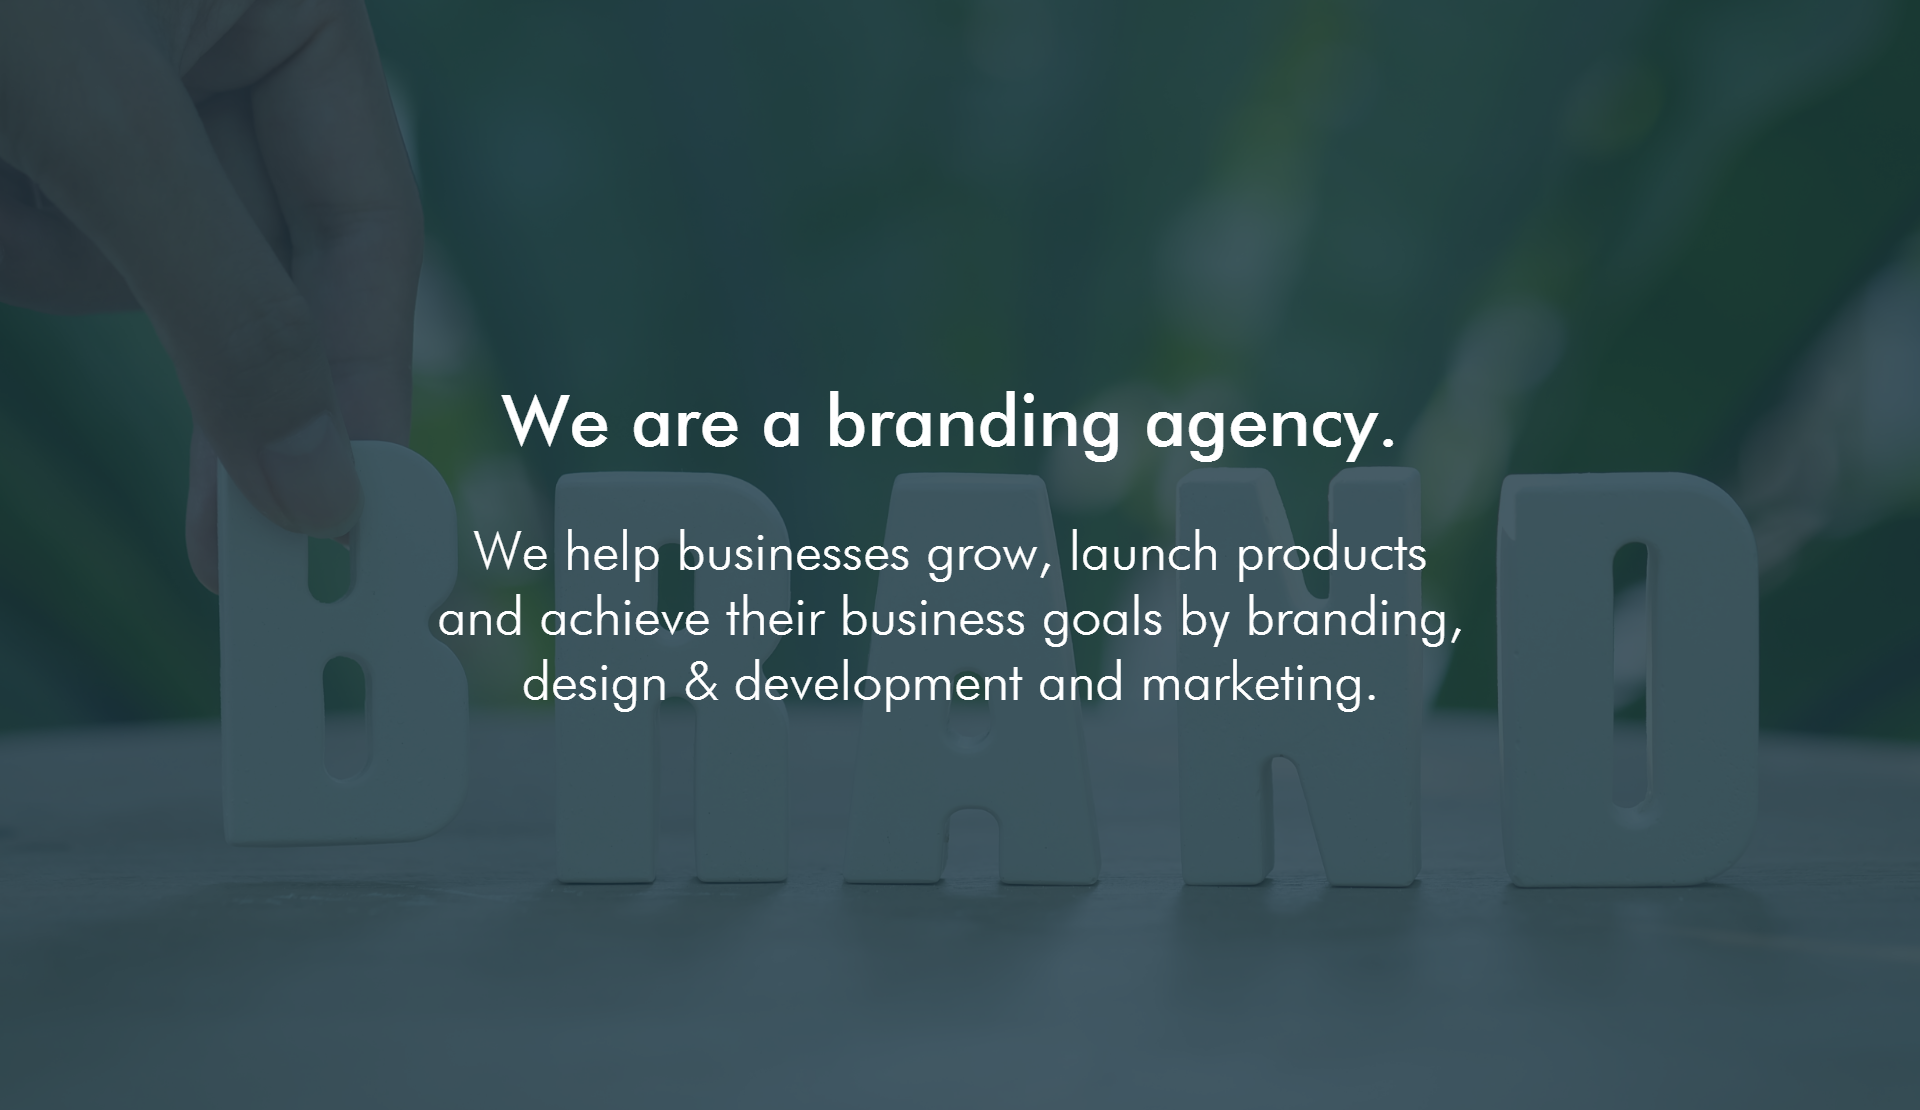 We are a branding agency.
We help businesses grow, launch products
and achieve their business goals by branding,
design & development and marketing.
BRAND